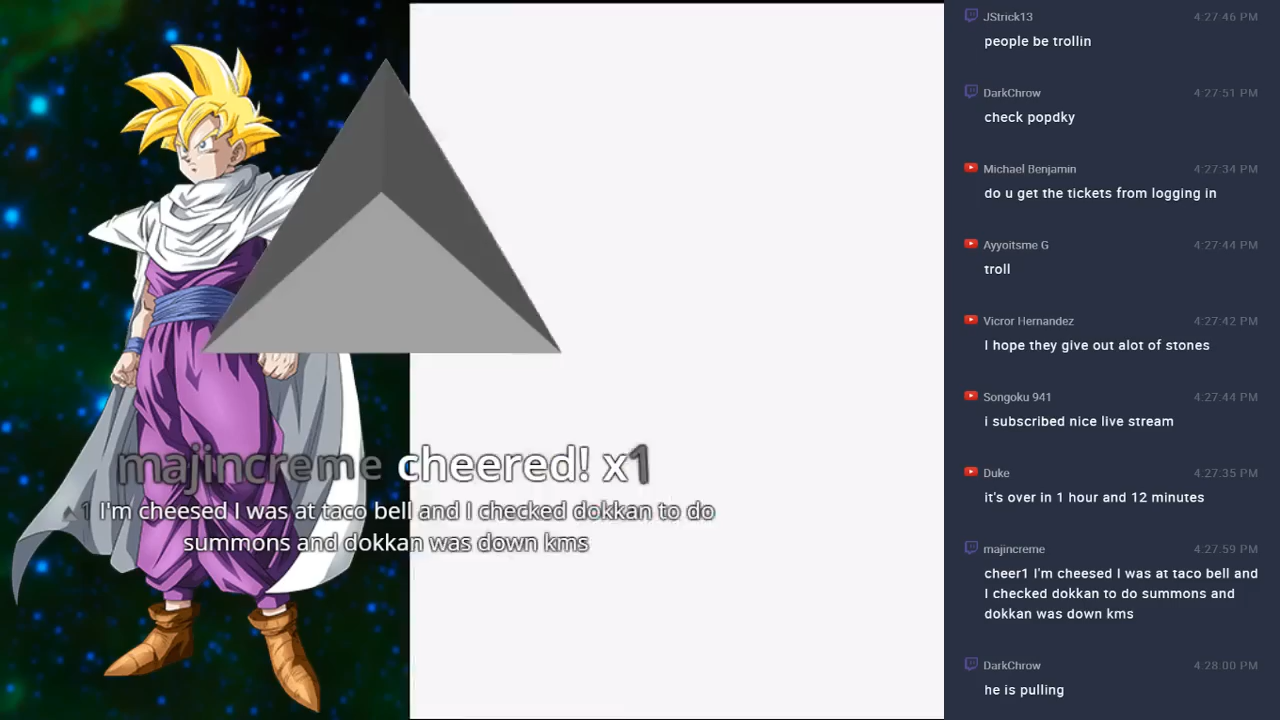 majincreme cheered! x1
1 I'm cheesed I was at taco bell and I checked dokkan to do
summons and dokkan was down kms
JStrick13 4:27:46 PM
people be trollin
DarkChrow 4:27:51 PM
check popdky
Michael Benjamin 4:27:34 PM
do u get the tickets from logging in
Ayyoitsme G 4:27:44 PM
troll
Vicror Hernandez 4:27:42 PM
I hope they give out alot of stones
Songoku 941 4:27:44 PM
i subscribed nice live stream
Duke 4:27:35 PM
it's over in 1 hour and 12 minutes
majincreme 4:27:59 PM
cheer1 I'm cheesed I was at taco bell and
I checked dokkan to do summons and
dokkan was down kms
DarkChrow 4:28:00 PM
he is pulling